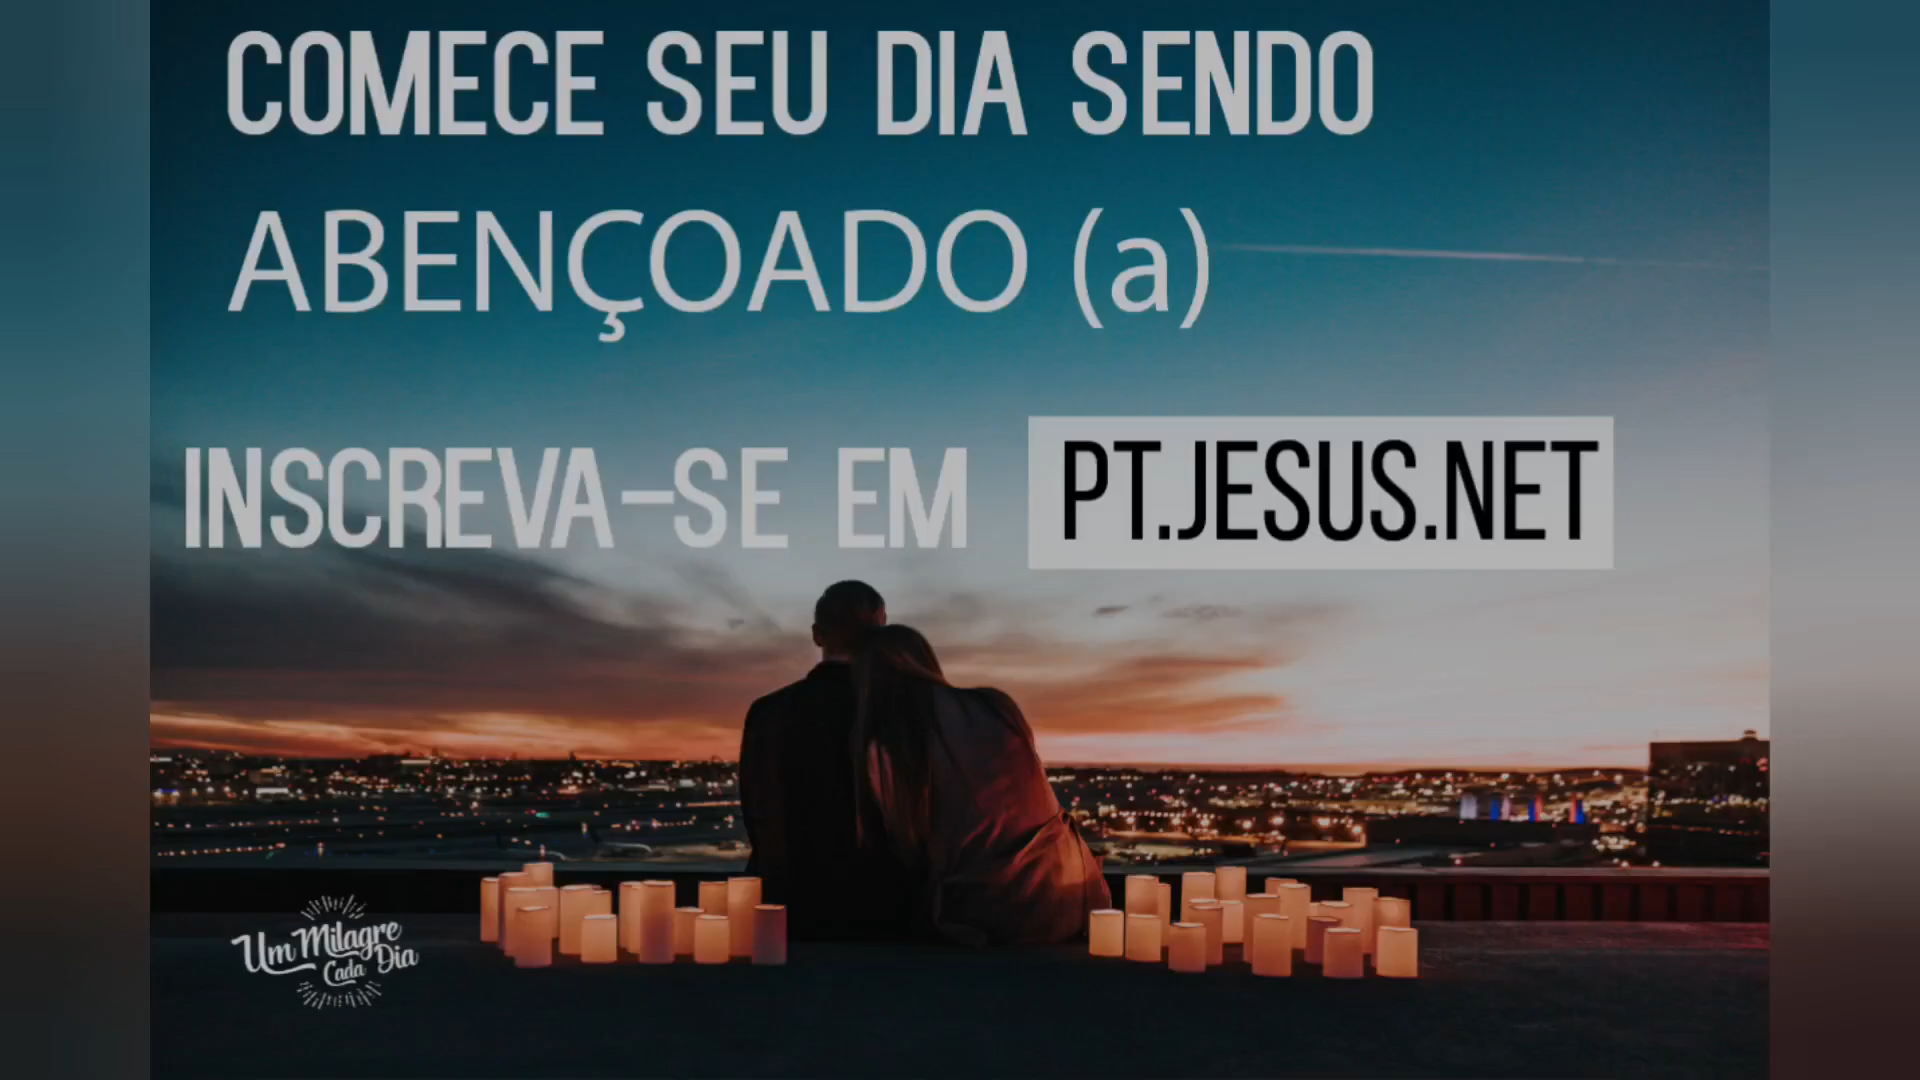 COMECE SEU DIA SENDO
ABENÇOADO (a)
INSCREVA-SE EM PT.JESUS.NET
Um Milagre
Cada Dia